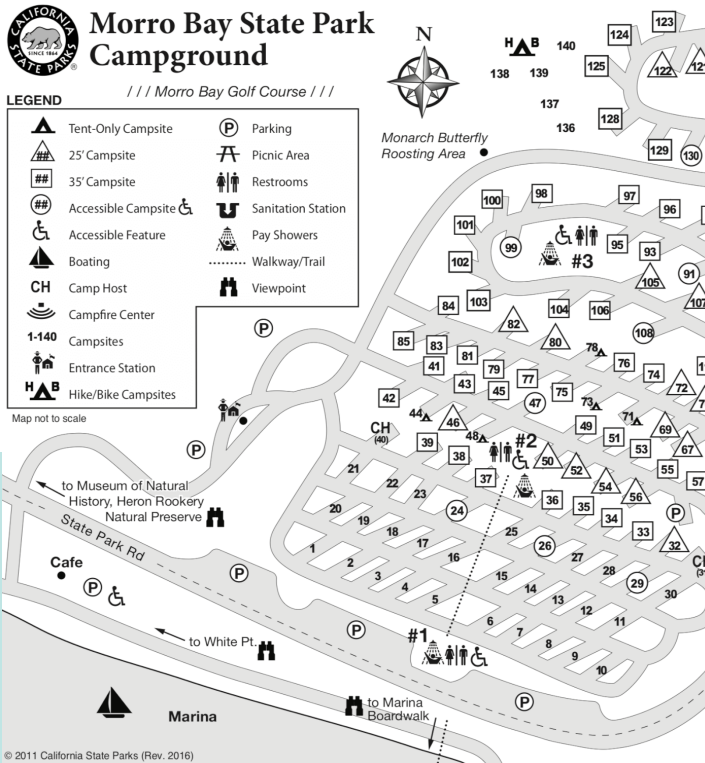 CALIFORNIA
SINCE 1864
STATE PARKS
®
Morro Bay State Park
Campground
/ / / Morro Bay Golf Course / / /
LEGEND
Tent-Only Campsite
## 25’ Campsite
## 35’ Campsite
## Accessible Campsite
Accessible Feature
Boating
CH Camp Host
Campfire Center
1-140 Campsites
Entrance Station
H B Hike/Bike Campsites
P Parking
Picnic Area
Restrooms
Sanitation Station
Pay Showers
Walkway/Trail
Viewpoint
Map not to scale
N
H B 140
138 139
137
136
Monarch Butterfly
Roosting Area
123
124
125
122
121
128
129
130
98
97
100
96
101
99
#3
95
93
102
105
91
107
84
103
104
106
82
80
108
85
83
78
76
81
41
79
74
43
77
72
45
75
42
47
73
44
46
71
49
69
CH
(40)
48
#2
51
39
53
67
38
50
52
55
21
37
54
57
22
56
23
36
35
P
20
24
34
19
33
18
25
32
17
26
CH
1
16
27
2
28
3
15
29
4
14
30
5
13
12
6
11
7
8
9
10
#1
P
P
to Museum of Natural
History, Heron Rookery
Natural Preserve
State Park Rd
Cafe
P
P
P
to White Pt.
P
to Marina
Boardwalk
Marina
© 2011 California State Parks (Rev. 2016)